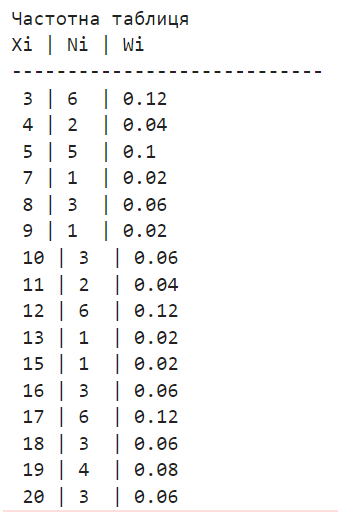 Частотна таблиця
Xi | Ni | Wi
----------------------------
3 | 6 | 0.12
4 | 2 | 0.04
5 | 5 | 0.1
7 | 1 | 0.02
8 | 3 | 0.06
9 | 1 | 0.02
10 | 3 | 0.06
11 | 2 | 0.04
12 | 6 | 0.12
13 | 1 | 0.02
15 | 1 | 0.02
16 | 3 | 0.06
17 | 6 | 0.12
18 | 3 | 0.06
19 | 4 | 0.08
20 | 3 | 0.06